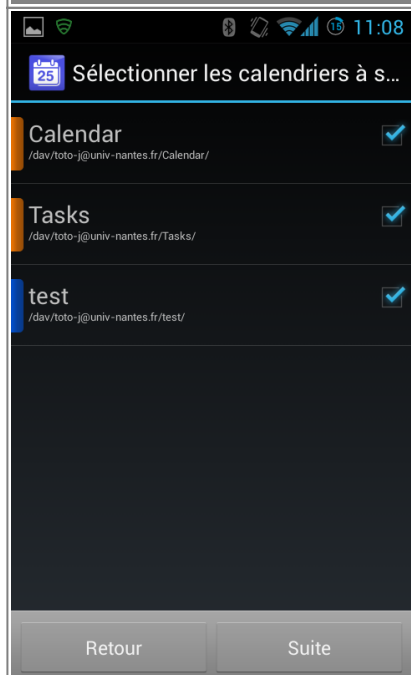 15 11:08
25 Sélectionner les calendriers à s...
Calendar
/dav/toto-j@univ-nantes.fr/Calendar/
Tasks
/dav/toto-j@univ-nantes.fr/Tasks/
test
/dav/toto-j@univ-nantes.fr/test/
Retour Suite